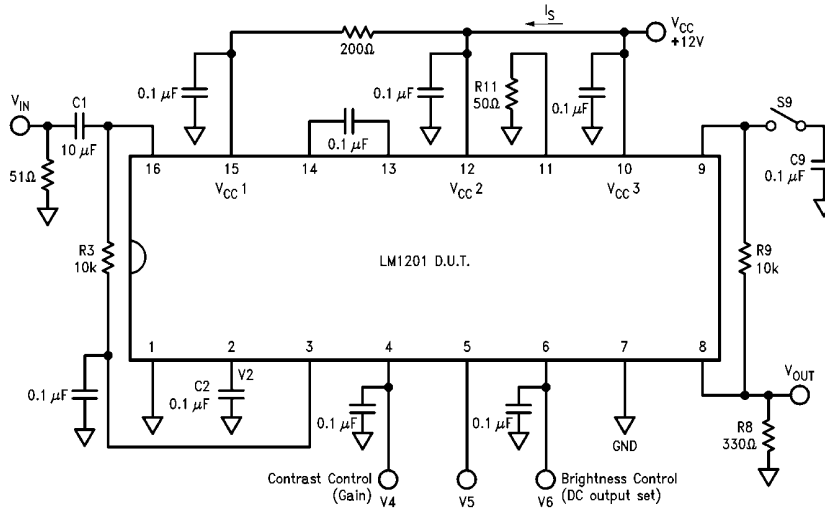 I_S
V_CC
+12V
200Ω
0.1 μF
0.1 μF
R11
50Ω
0.1 μF
S9
V_IN
C1
10 μF
0.1 μF
C9
0.1 μF
51Ω
16 15 14 13 12 11 10 9
V_CC 1 V_CC 2 V_CC 3
R3
10k
LM1201 D.U.T.
R9
10k
1 2 3 4 5 6 7 8
V2
C2
0.1 μF
0.1 μF
0.1 μF
0.1 μF
V_OUT
R8
330Ω
GND
Contrast Control
(Gain)
V4
V5
V6
Brightness Control
(DC output set)